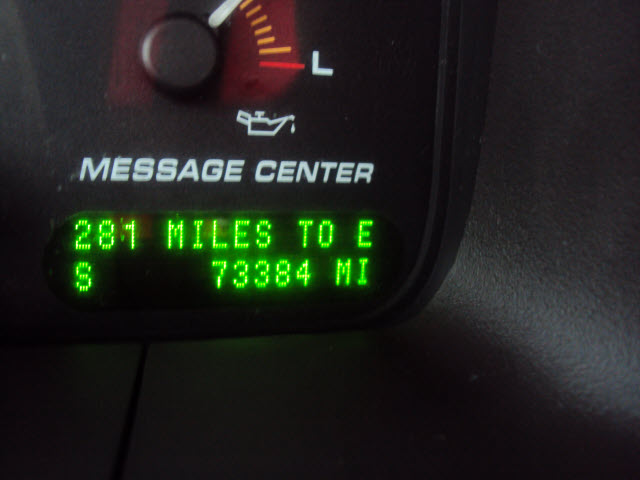 L
MESSAGE CENTER
281 MILES TO E
S 73384 MI